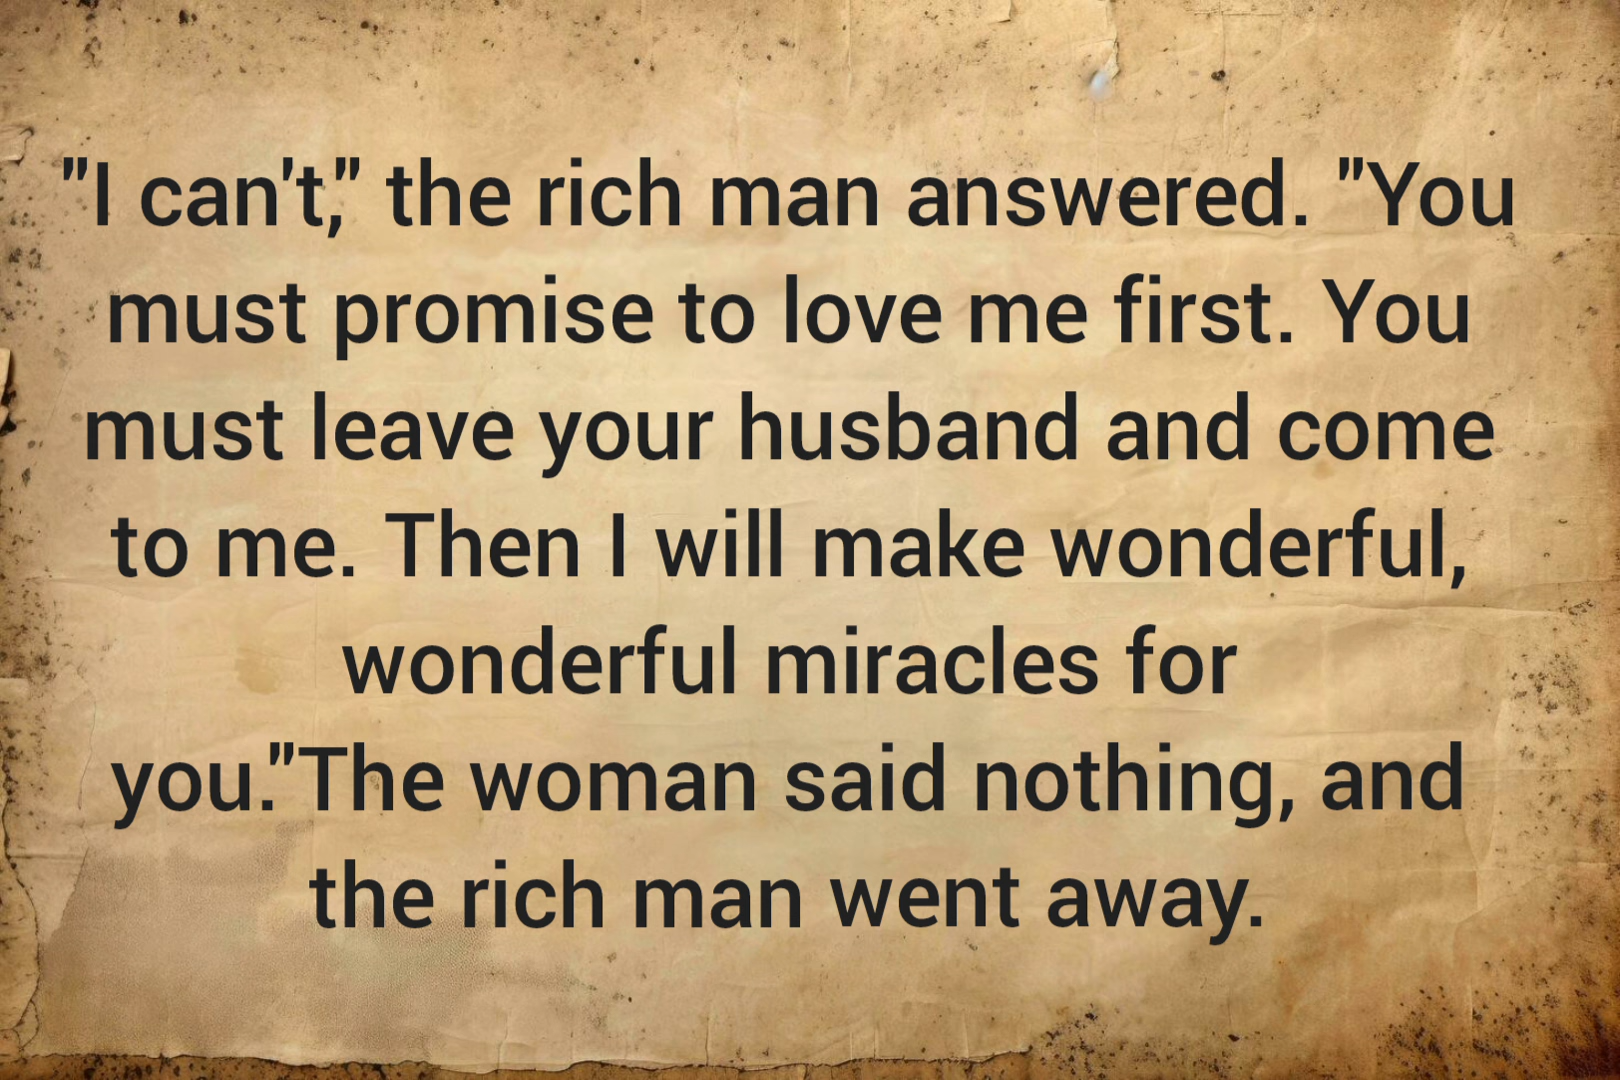 "I can't," the rich man answered. "You
must promise to love me first. You
must leave your husband and come
to me. Then I will make wonderful,
wonderful miracles for
you."The woman said nothing, and
the rich man went away.